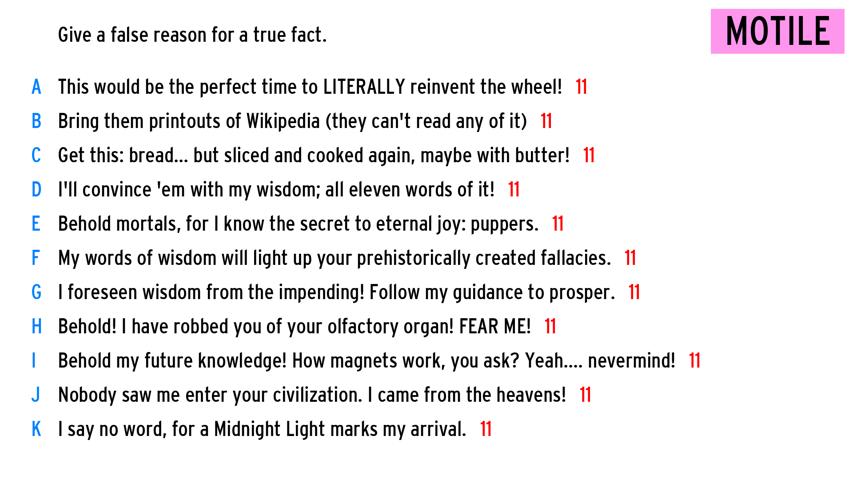 Give a false reason for a true fact.
MOTILE
A This would be the perfect time to LITERALLY reinvent the wheel! 11
B Bring them printouts of Wikipedia (they can't read any of it) 11
C Get this: bread... but sliced and cooked again, maybe with butter! 11
D I'll convince 'em with my wisdom; all eleven words of it! 11
E Behold mortals, for I know the secret to eternal joy: puppers. 11
F My words of wisdom will light up your prehistorically created fallacies. 11
G I foreseen wisdom from the impending! Follow my guidance to prosper. 11
H Behold! I have robbed you of your olfactory organ! FEAR ME! 11
I Behold my future knowledge! How magnets work, you ask? Yeah.... nevermind! 11
J Nobody saw me enter your civilization. I came from the heavens! 11
K I say no word, for a Midnight Light marks my arrival. 11